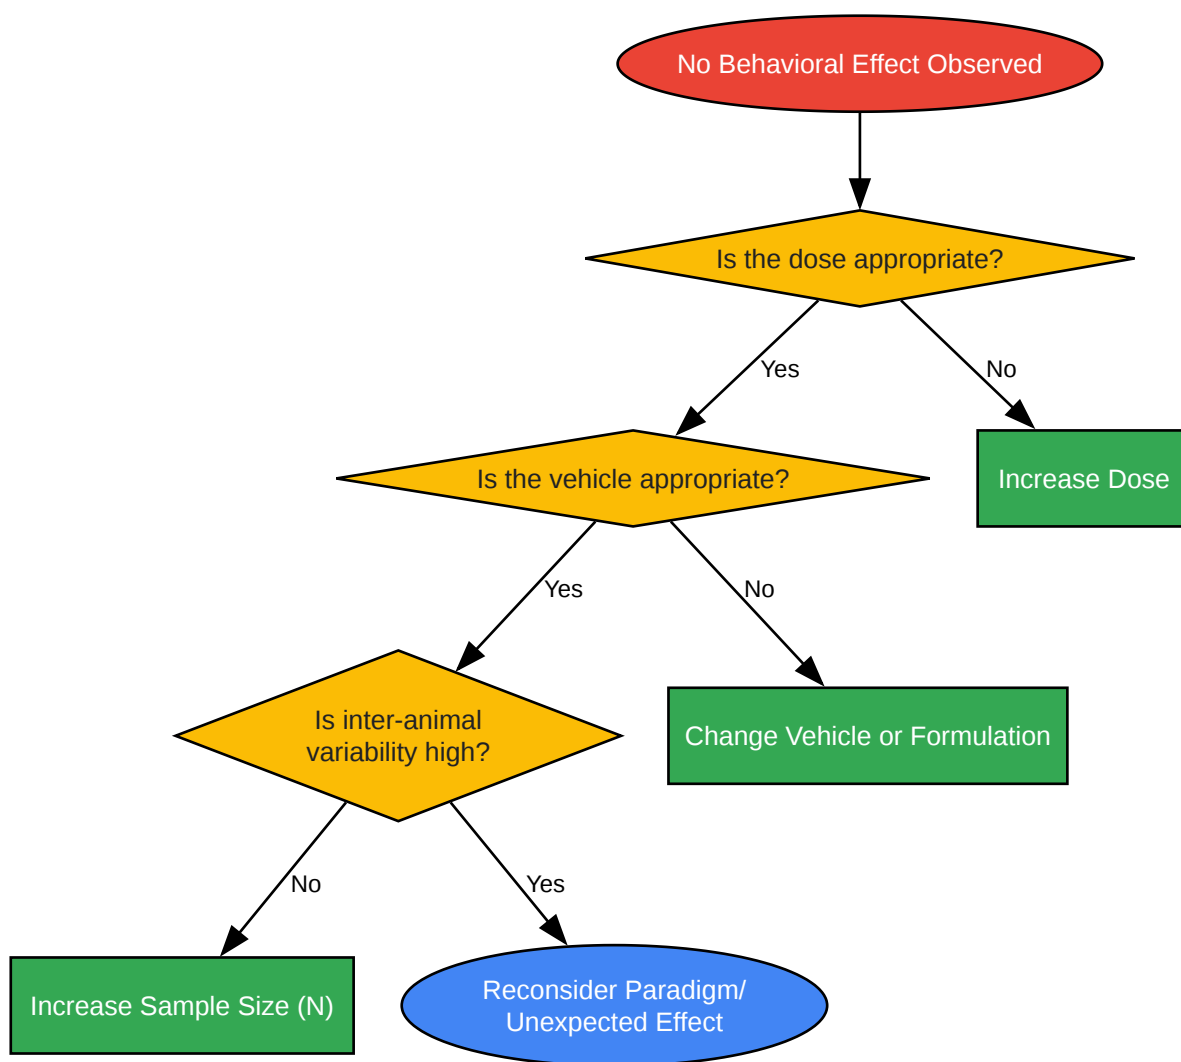 No Behavioral Effect Observed
Is the dose appropriate?
Yes
No
Is the vehicle appropriate?
Increase Dose
Yes
No
Is inter-animal
variability high?
Change Vehicle or Formulation
No
Yes
Increase Sample Size (N)
Reconsider Paradigm/
Unexpected Effect